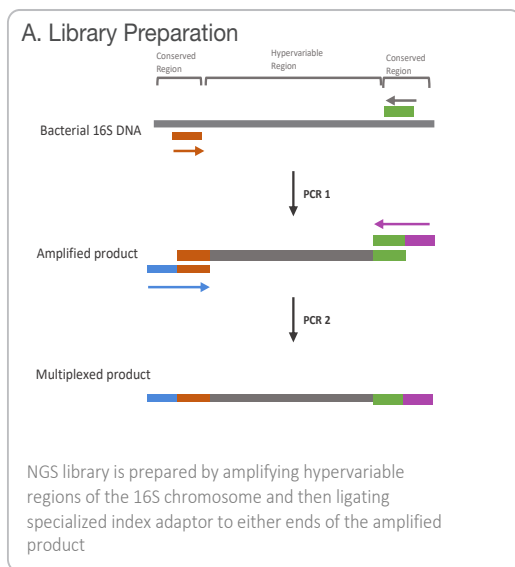 A. Library Preparation
Conserved
Region
Hypervariable
Region
Conserved
Region
Bacterial 16S DNA
PCR 1
Amplified product
PCR 2
Multiplexed product
NGS library is prepared by amplifying hypervariable
regions of the 16S chromosome and then ligating
specialized index adaptor to either ends of the amplified
product